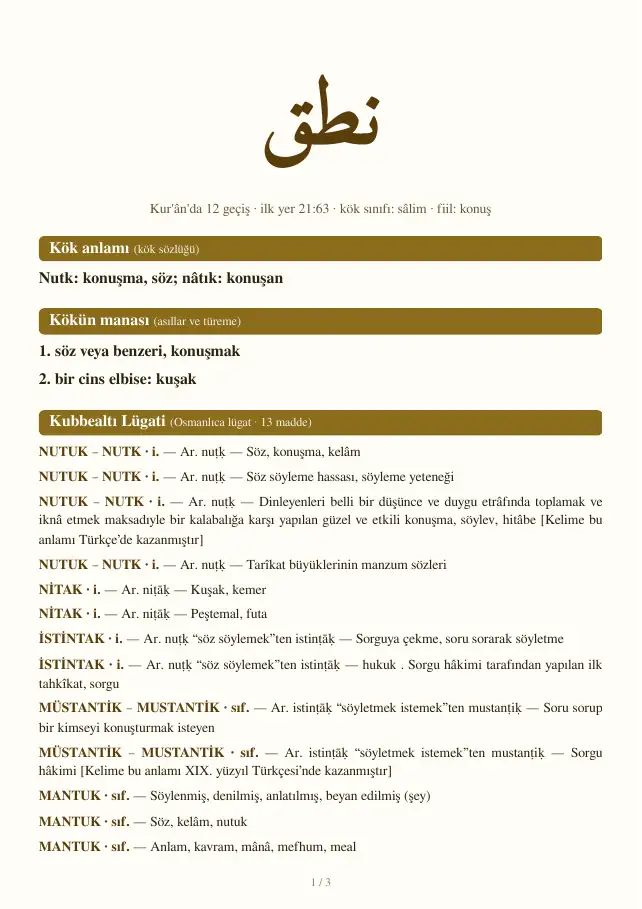 نطق
Kur'ân'da 12 geçiş · ilk yer 21:63 · kök sınıfı: sâlim · fiil: konuş
Kök anlamı (kök sözlüğü)
Nutk: konuşma, söz; nâtık: konuşan
Kökün manası (asıllar ve türeme)
1. söz veya benzeri, konuşmak
2. bir cins elbise: kuşak
Kubbealtı Lügati (Osmanlıca lügat · 13 madde)
NUTUK – NUTK · i. — Ar. nuṭḳ — Söz, konuşma, kelâm
NUTUK – NUTK · i. — Ar. nuṭḳ — Söz söyleme hassası, söyleme yeteneği
NUTUK – NUTK · i. — Ar. nuṭḳ — Dinleyenleri belli bir düşünce ve duygu etrâfında toplamak ve
iknâ etmek maksadıyle bir kalabalığa karşı yapılan güzel ve etkili konuşma, söylev, hitâbe [Kelime bu
anlamı Türkçe’de kazanmıştır]
NUTUK – NUTK · i. — Ar. nuṭḳ — Tarîkat büyüklerinin manzum sözleri
NİTAK · i. — Ar. niṭāḳ — Kuşak, kemer
NİTAK · i. — Ar. niṭāḳ — Peştemal, futa
İSTİNTAK · i. — Ar. nuṭḳ “söz söylemek”ten istinṭāḳ — Sorguya çekme, soru sorarak söyletme
İSTİNTAK · i. — Ar. nuṭḳ “söz söylemek”ten istinṭāḳ — hukuk . Sorgu hâkimi tarafından yapılan ilk
tahkîkat, sorgu
MÜSTANTİK – MUSTANTİK · sıf. — Ar. istinṭāḳ “söyletmek istemek”ten mustanṭiḳ — Soru sorup
bir kimseyi konuşturmak isteyen
MÜSTANTİK – MUSTANTİK · sıf. — Ar. istinṭāḳ “söyletmek istemek”ten mustanṭiḳ — Sorgu
hâkimi [Kelime bu anlamı XIX. yüzyıl Türkçesi’nde kazanmıştır]
MANTUK · sıf. — Söylenmiş, denilmiş, anlatılmış, beyan edilmiş (şey)
MANTUK · sıf. — Söz, kelâm, nutuk
MANTUK · sıf. — Anlam, kavram, mânâ, mefhum, meal
1 / 3